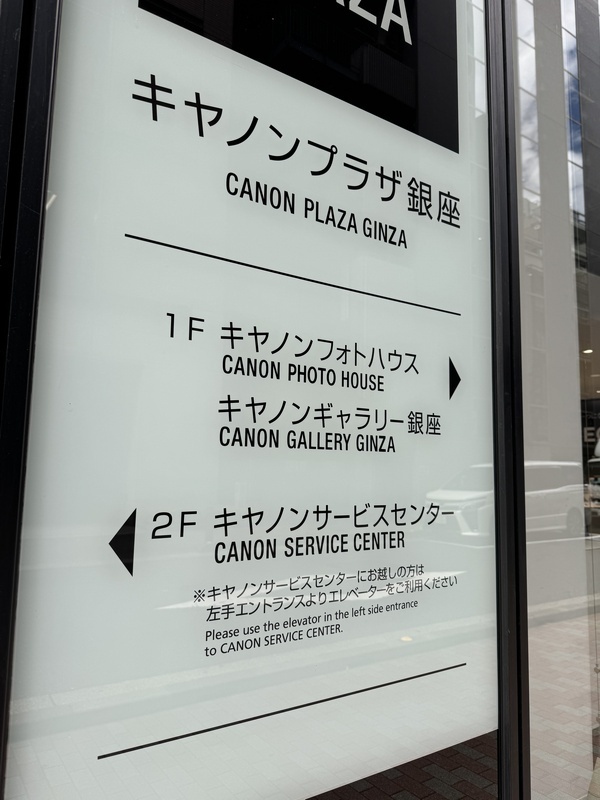 キヤノンプラザ銀座
CANON PLAZA GINZA
1F キヤノンフォトハウス
CANON PHOTO HOUSE
キヤノンギャラリー銀座
CANON GALLERY GINZA
2F キヤノンサービスセンター
CANON SERVICE CENTER
※キヤノンサービスセンターにお越しの方は
左手エントランスよりエレベーターをご利用ください
Please use the elevator in the left side entrance
to CANON SERVICE CENTER.